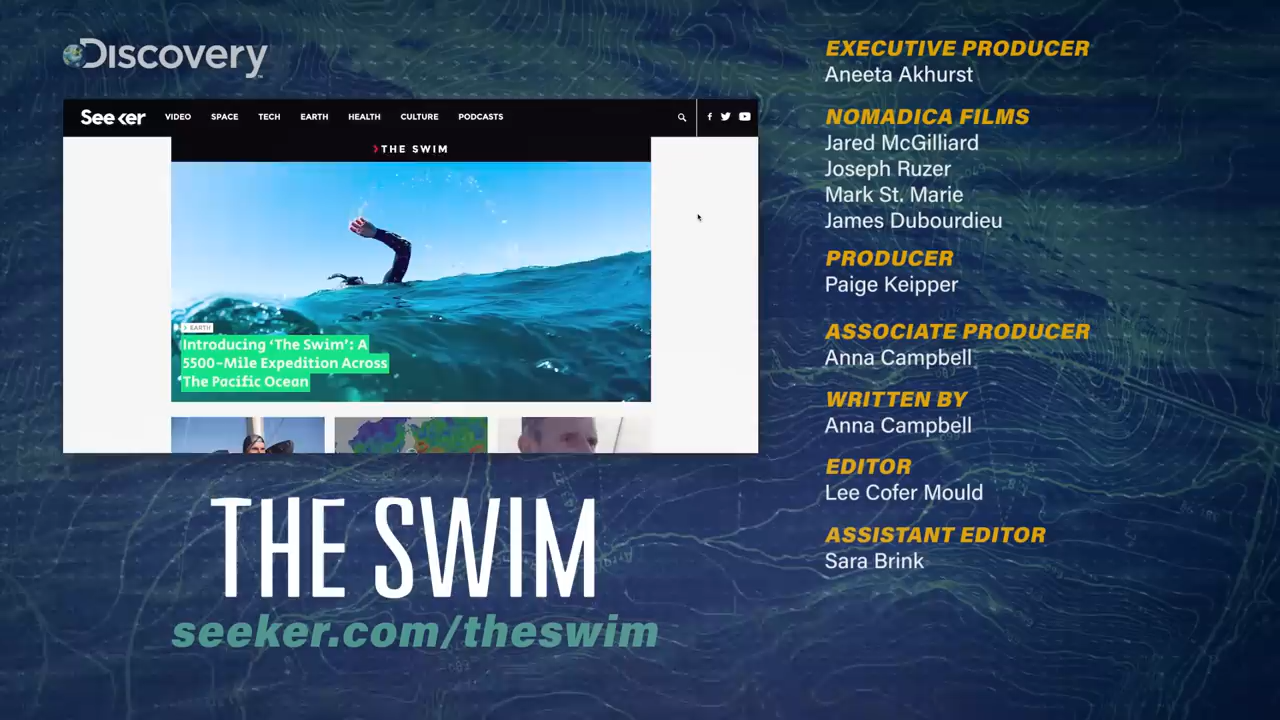 Discovery
Seeker VIDEO SPACE TECH EARTH HEALTH CULTURE PODCASTS
THE SWIM
EARTH
Introducing ‘The Swim’: A
5500-Mile Expedition Across
The Pacific Ocean
THE SWIM
seeker.com/theswim
EXECUTIVE PRODUCER
Aneeta Akhurst
NOMADICA FILMS
Jared McGilliard
Joseph Ruzer
Mark St. Marie
James Dubourdieu
PRODUCER
Paige Keipper
ASSOCIATE PRODUCER
Anna Campbell
WRITTEN BY
Anna Campbell
EDITOR
Lee Cofer Mould
ASSISTANT EDITOR
Sara Brink